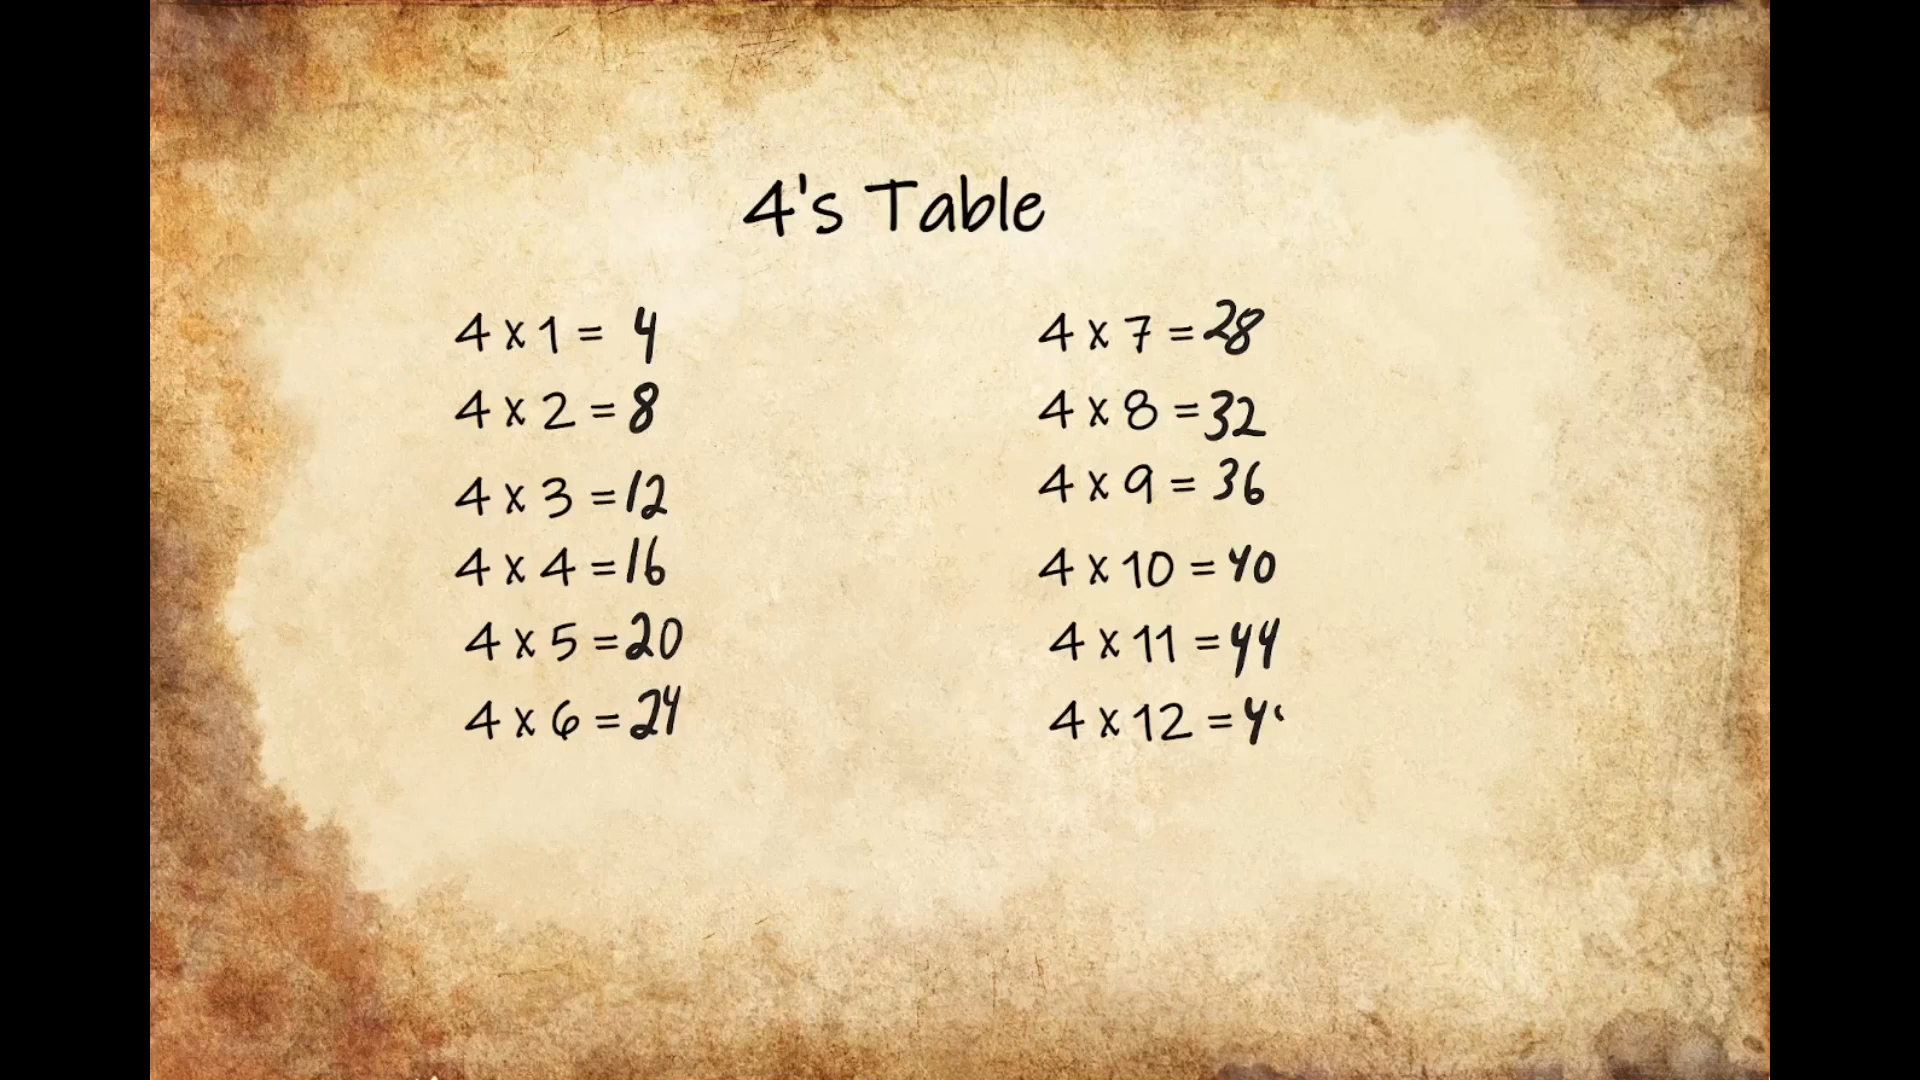 4's Table
4 x 1 = 4
4 x 2 = 8
4 x 3 = 12
4 x 4 = 16
4 x 5 = 20
4 x 6 = 24
4 x 7 = 28
4 x 8 = 32
4 x 9 = 36
4 x 10 = 40
4 x 11 = 44
4 x 12 = 4